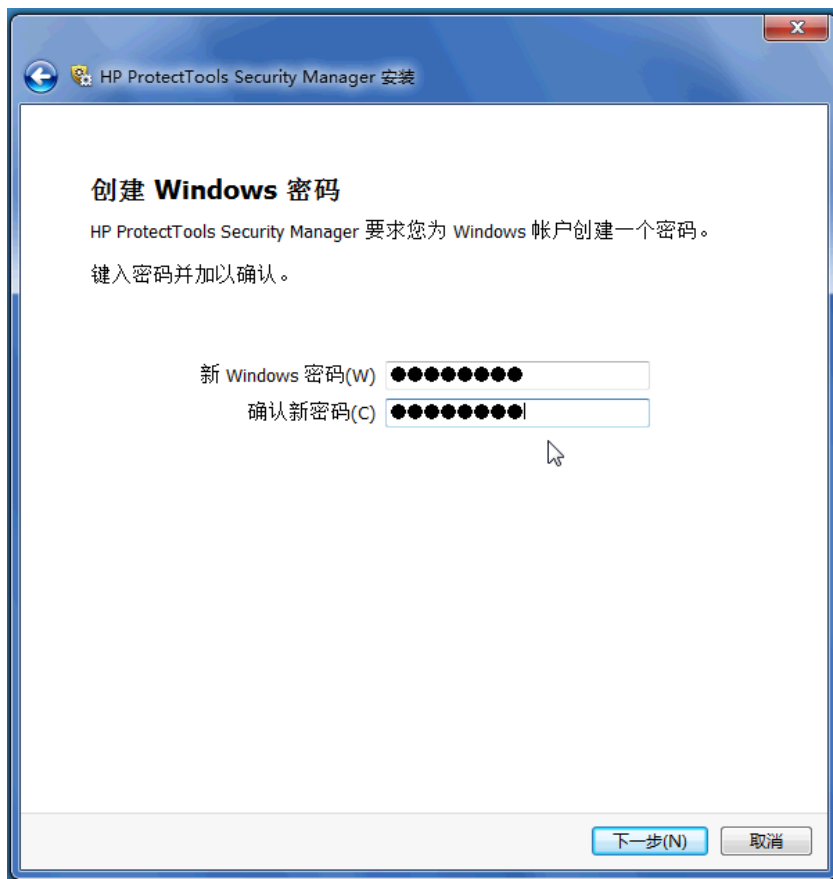 HP ProtectTools Security Manager 安装
创建 Windows 密码
HP ProtectTools Security Manager 要求您为 Windows 帐户创建一个密码。
键入密码并加以确认。
新 Windows 密码(W) ●●●●●●●●
确认新密码(C) ●●●●●●●●
下一步(N) 取消